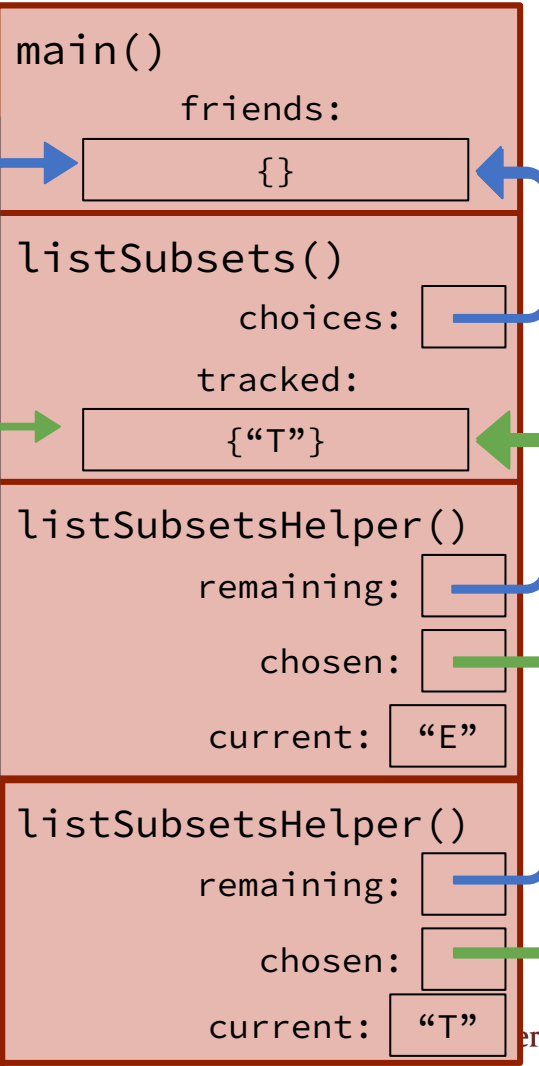 main()
friends:
{}
listSubsets()
choices:
tracked:
{“T”}
listSubsetsHelper()
remaining:
chosen:
current: “E”
listSubsetsHelper()
remaining:
chosen:
current: “T”